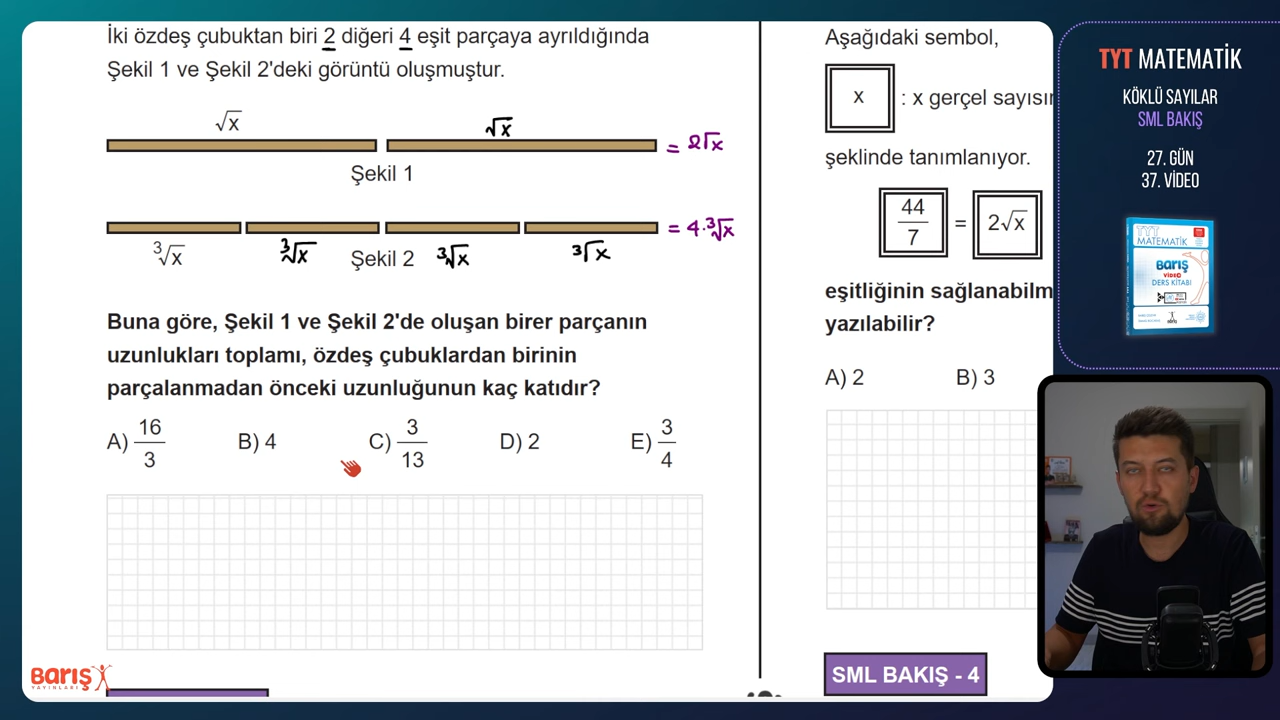 İki özdeş çubuktan biri 2 diğeri 4 eşit parçaya ayrıldığında
Şekil 1 ve Şekil 2'deki görüntü oluşmuştur.
√x √x
= 2√x
Şekil 1
= 4.∛x
∛x ∛x ∛x ∛x
Şekil 2
Buna göre, Şekil 1 ve Şekil 2'de oluşan birer parçanın
uzunlukları toplamı, özdeş çubuklardan birinin
parçalanmadan önceki uzunluğunun kaç katıdır?
A) 16/3 B) 4 C) 3/13 D) 2 E) 3/4
BARIŞ
YAYINLARI
Aşağıdaki sembol,
x : x gerçel sayısı
şeklinde tanımlanıyor.
44/7 = 2√x
eşitliğinin sağlanabilm
yazılabilir?
A) 2 B) 3
SML BAKIŞ - 4
TYT MATEMATİK
KÖKLÜ SAYILAR
SML BAKIŞ
27. GÜN
37. VİDEO
TYT
MATEMATİK
BARIŞ
VİDEO
DERS KİTABI